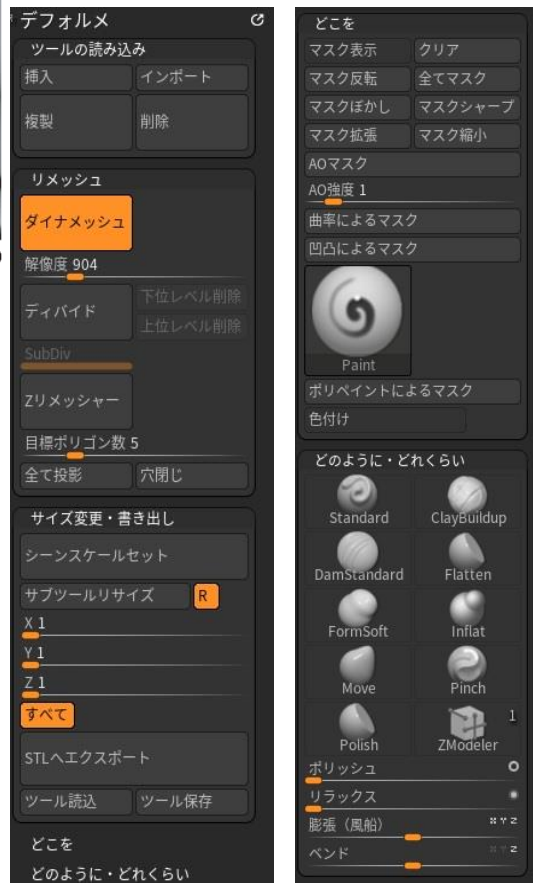 デフォルメ
ツールの読み込み
挿入 インポート
複製 削除
リメッシュ
ダイナメッシュ
解像度 904
ディバイド 下位レベル削除
上位レベル削除
SubDiv
Zリメッシャー
目標ポリゴン数 5
全て投影 穴閉じ
サイズ変更・書き出し
シーンスケールセット
サブツールリサイズ R
X 1
Y 1
Z 1
すべて
STLへエクスポート
ツール読込 ツール保存
どこを
どのように・どれくらい
どこを
マスク表示 クリア
マスク反転 全てマスク
マスクぼかし マスクシャープ
マスク拡張 マスク縮小
AOマスク
AO強度 1
曲率によるマスク
凹凸によるマスク
Paint
ポリペイントによるマスク
色付け
どのように・どれくらい
Standard ClayBuildup
DamStandard Flatten
FormSoft Inflat
Move Pinch
1
Polish ZModeler
ポリッシュ
リラックス
膨張（風船） X Y Z
ベンド X Y Z